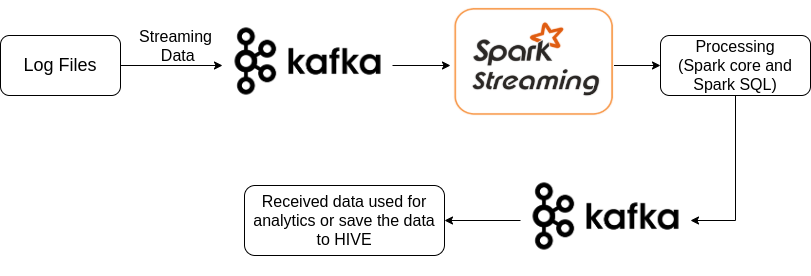 Log Files
Streaming
Data
kafka
Spark
Streaming
Processing
(Spark core and
Spark SQL)
kafka
Received data used for
analytics or save the data
to HIVE